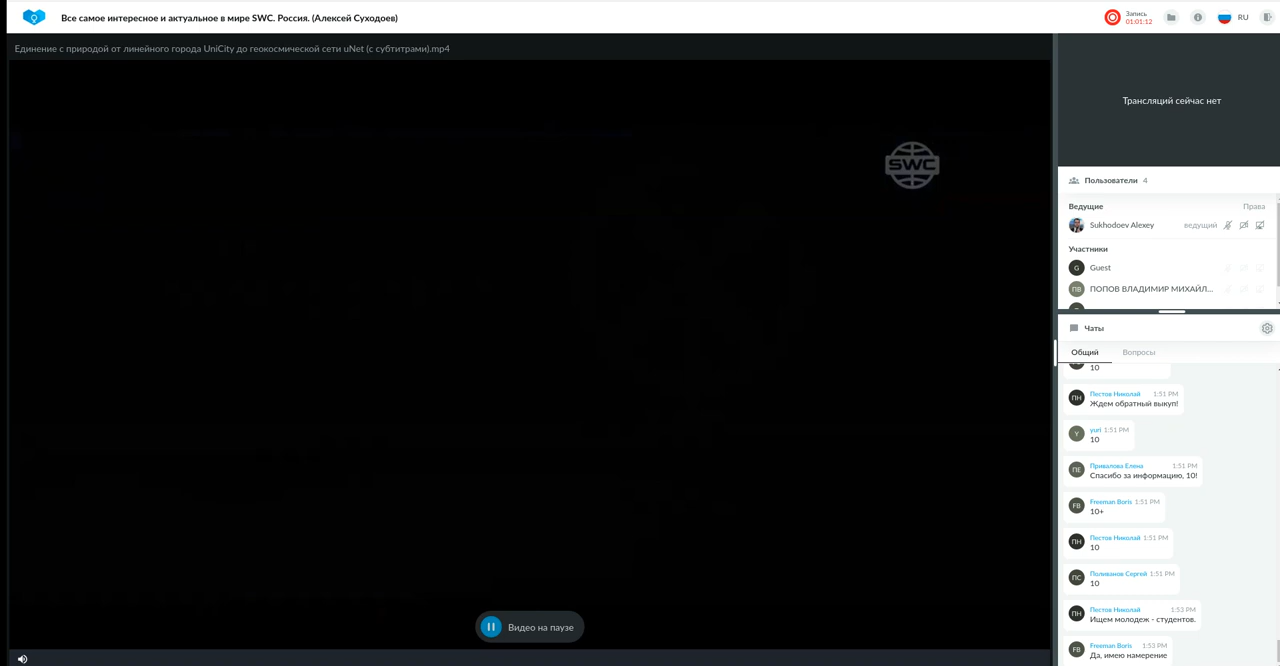 Все самое интересное и актуальное в мире SWC. Россия. (Алексей Суходоев)
Запись
01:01:12
RU
Единение с природой от линейного города UniCity до геокосмической сети uNet (с субтитрами).mp4
SWC
Видео на паузе
Трансляций сейчас нет
Пользователи 4
Ведущие Права
Sukhodoev Alexey ведущий
Участники
G Guest
ПВ ПОПОВ ВЛАДИМИР МИХАЙЛ...
Чаты
Общий Вопросы
10
ПН Пестов Николай 1:51 PM
Ждем обратный выкуп!
Y yuri 1:51 PM
10
ПЕ Привалова Елена 1:51 PM
Спасибо за информацию, 10!
FB Freeman Boris 1:51 PM
10+
ПН Пестов Николай 1:51 PM
10
ПС Поливанов Сергей 1:51 PM
10
ПН Пестов Николай 1:53 PM
Ищем молодеж - студентов.
FB Freeman Boris 1:53 PM
Да, имею намерение